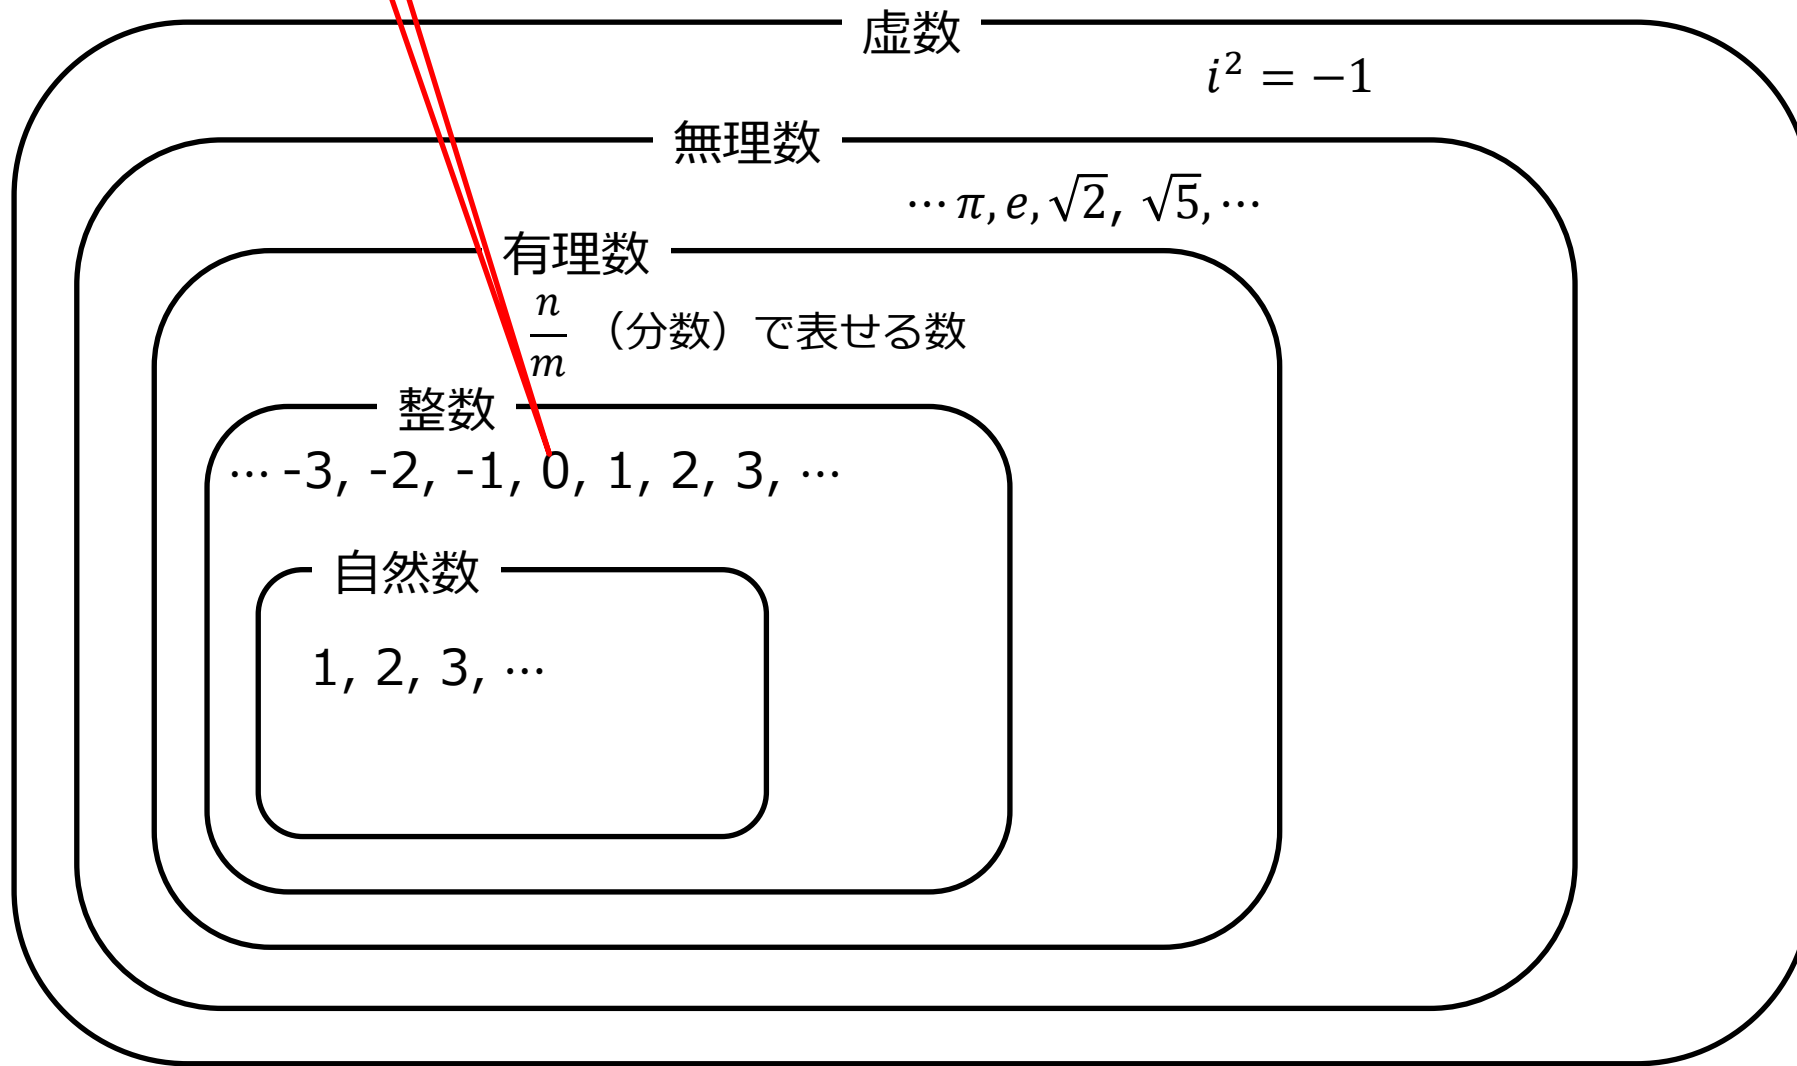 虚数
i² = −1
無理数
⋯ π, e, √2, √5, ⋯
有理数
n/m （分数）で表せる数
整数
⋯ -3, -2, -1, 0, 1, 2, 3, ⋯
自然数
1, 2, 3, ⋯